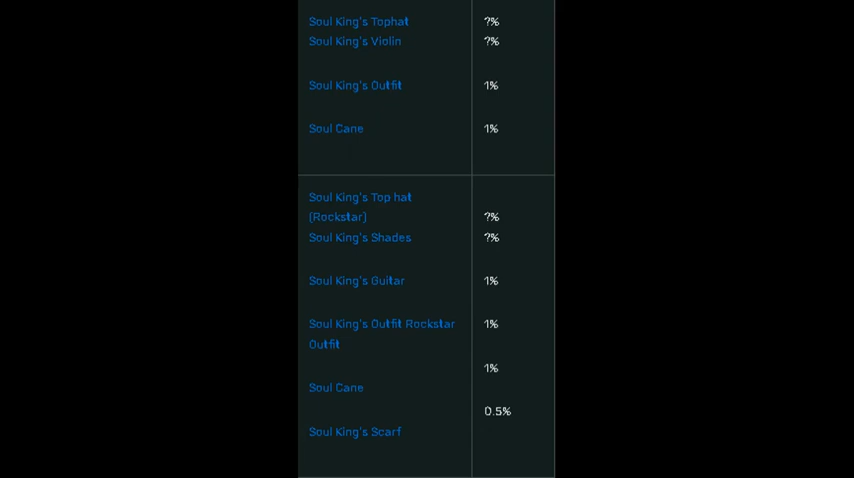 Soul King's Tophat ?%
Soul King's Violin ?%
Soul King's Outfit 1%
Soul Cane 1%
Soul King's Top hat
(Rockstar) ?%
Soul King's Shades ?%
Soul King's Guitar 1%
Soul King's Outfit Rockstar 1%
Outfit
1%
Soul Cane
0.5%
Soul King's Scarf